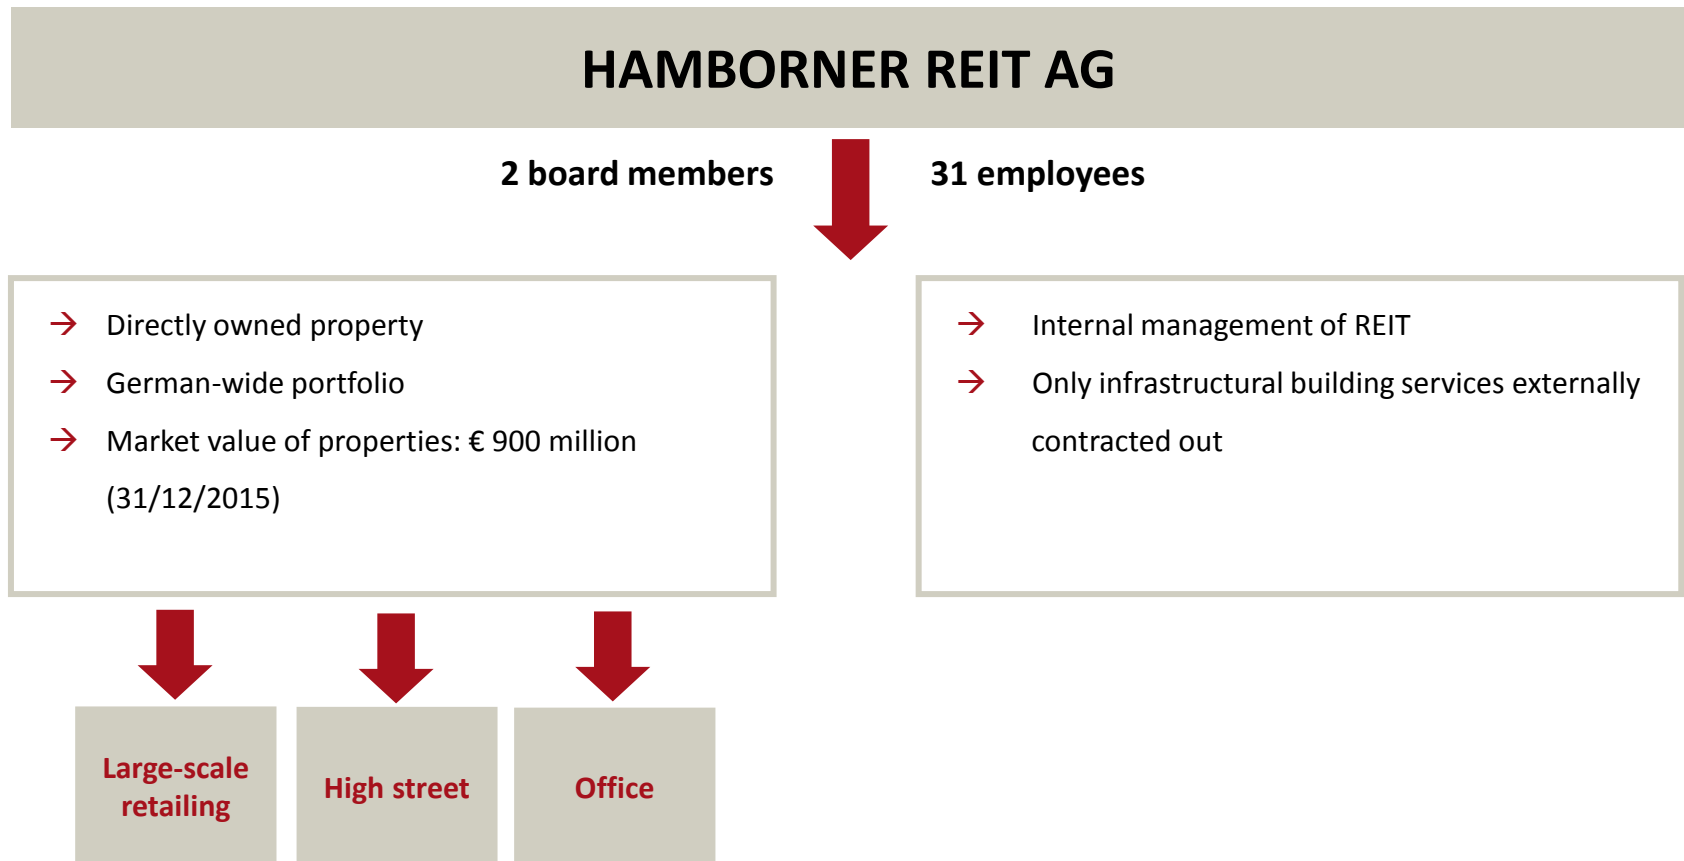 HAMBORNER REIT AG
2 board members
31 employees
→ Directly owned property
→ German-wide portfolio
→ Market value of properties: € 900 million
(31/12/2015)
→ Internal management of REIT
→ Only infrastructural building services externally
contracted out
Large-scale
retailing
High street
Office